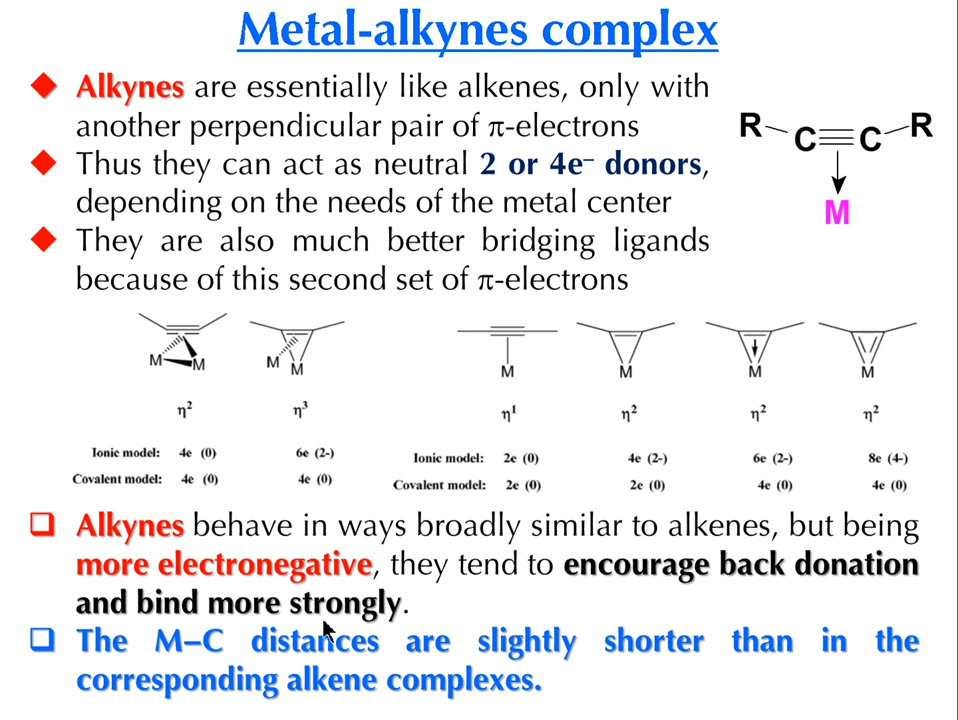 Metal-alkynes complex
◆ Alkynes are essentially like alkenes, only with
another perpendicular pair of π-electrons
◆ Thus they can act as neutral 2 or 4e⁻ donors,
depending on the needs of the metal center
◆ They are also much better bridging ligands
because of this second set of π-electrons
R C≡C R
M
M M M M M M M M
η² η³ η¹ η² η² η²
Ionic model: 4e (0) 6e (2-)
Covalent model: 4e (0) 4e (0)
Ionic model: 2e (0) 4e (2-) 6e (2-) 8e (4-)
Covalent model: 2e (0) 2e (0) 4e (0) 4e (0)
❑ Alkynes behave in ways broadly similar to alkenes, but being
more electronegative, they tend to encourage back donation
and bind more strongly.
❑ The M–C distances are slightly shorter than in the
corresponding alkene complexes.